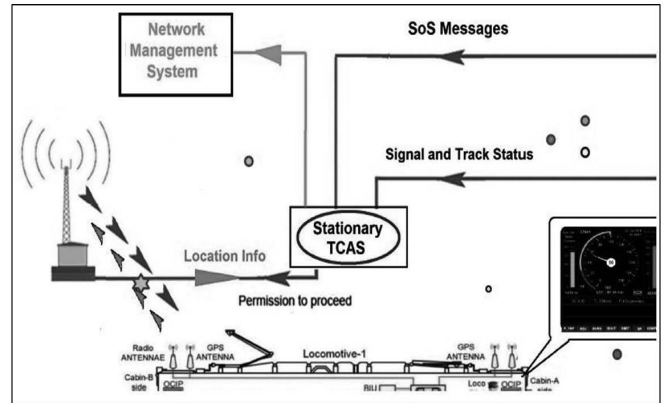 Network
Management
System
SoS Messages
Signal and Track Status
Stationary
TCAS
Location Info
Permission to proceed
Radio
ANTENNAE
GPS
ANTENNA
Locomotive-1
GPS
ANTENNA
Cabin-B
side
OCIP
BIU
Loco
OCIP
Cabin-A
side